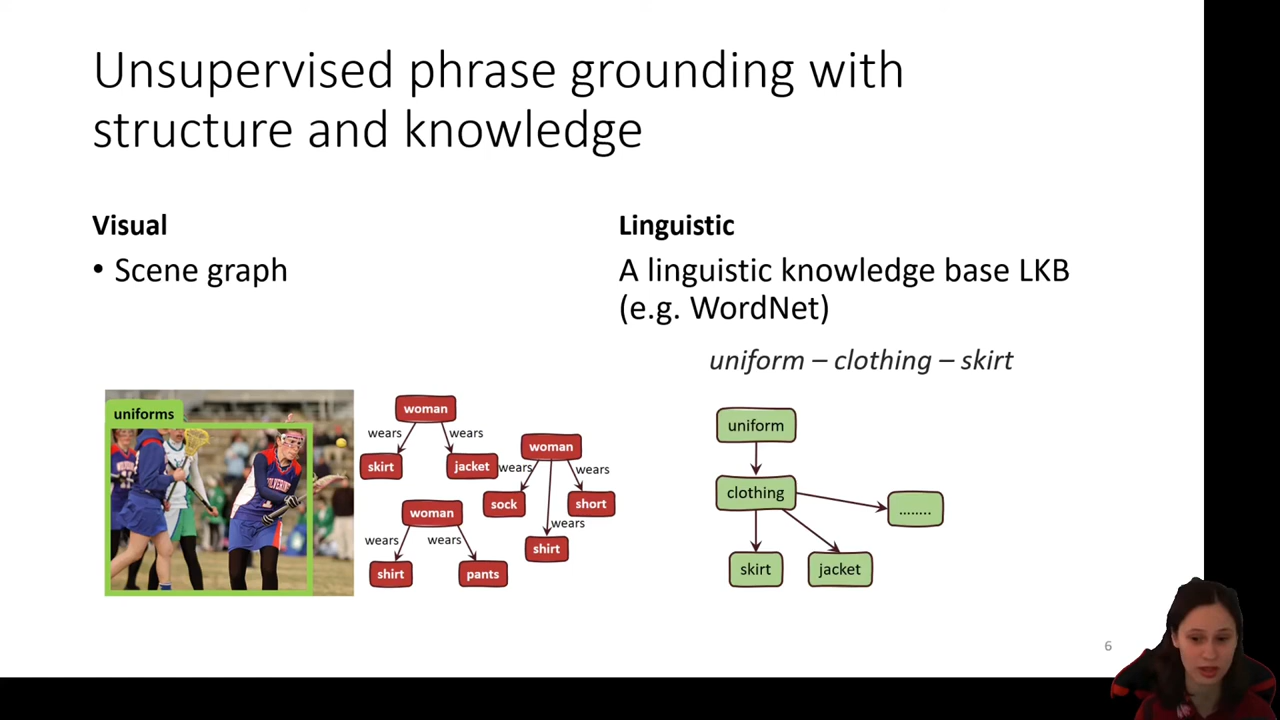 Unsupervised phrase grounding with
structure and knowledge
Visual
• Scene graph
Linguistic
A linguistic knowledge base LKB
(e.g. WordNet)
uniform – clothing – skirt
uniforms
WOLVERINE
woman
wears
wears
skirt
jacket
woman
wears
wears
sock
short
wears
shirt
woman
wears
wears
shirt
pants
uniform
clothing
........
skirt
jacket
6